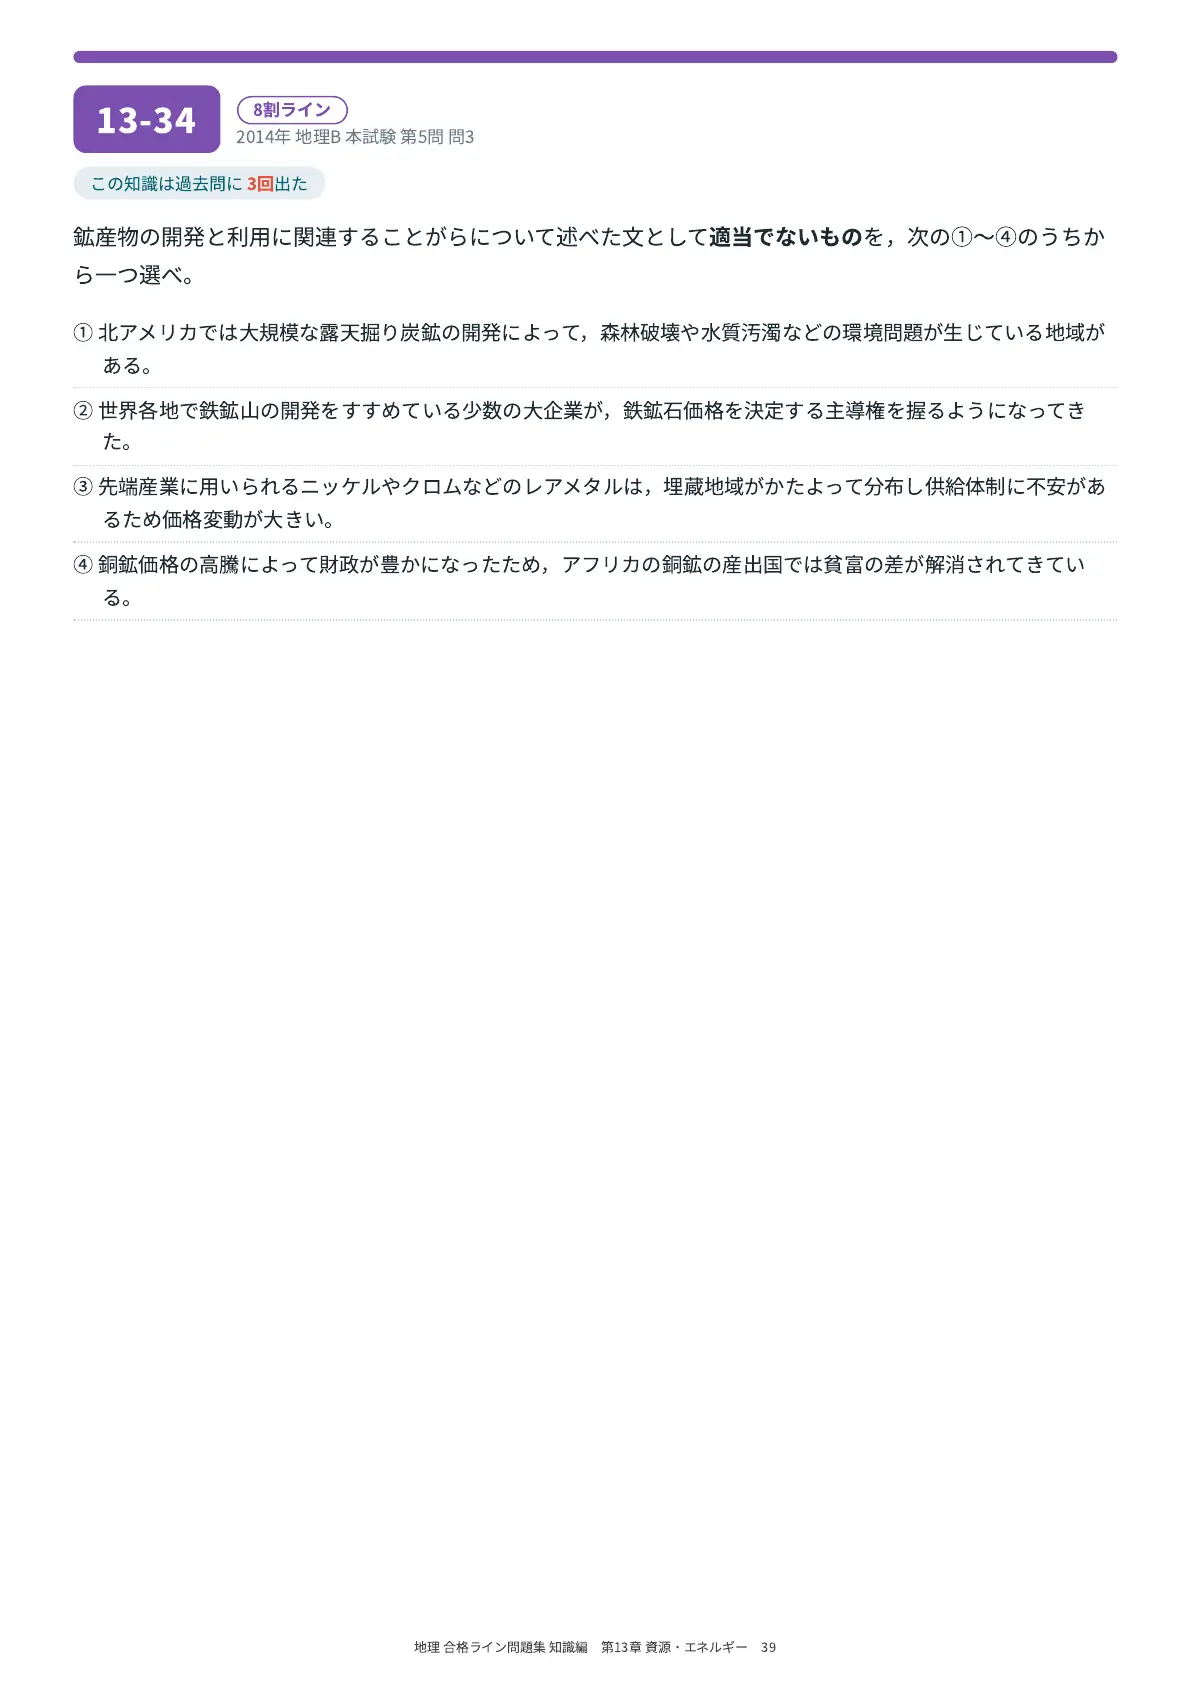 13-34
8割ライン
2014年 地理B 本試験 第5問 問3
この知識は過去問に 3回出た
鉱産物の開発と利用に関連することがらについて述べた文として適当でないものを，次の①～④のうちか
ら一つ選べ。
① 北アメリカでは大規模な露天掘り炭鉱の開発によって，森林破壊や水質汚濁などの環境問題が生じている地域が
ある。
② 世界各地で鉄鉱山の開発をすすめている少数の大企業が，鉄鉱石価格を決定する主導権を握るようになってき
た。
③ 先端産業に用いられるニッケルやクロムなどのレアメタルは，埋蔵地域がかたよって分布し供給体制に不安があ
るため価格変動が大きい。
④ 銅鉱価格の高騰によって財政が豊かになったため，アフリカの銅鉱の産出国では貧富の差が解消されてきてい
る。
地理 合格ライン問題集 知識編　第13章 資源・エネルギー　39